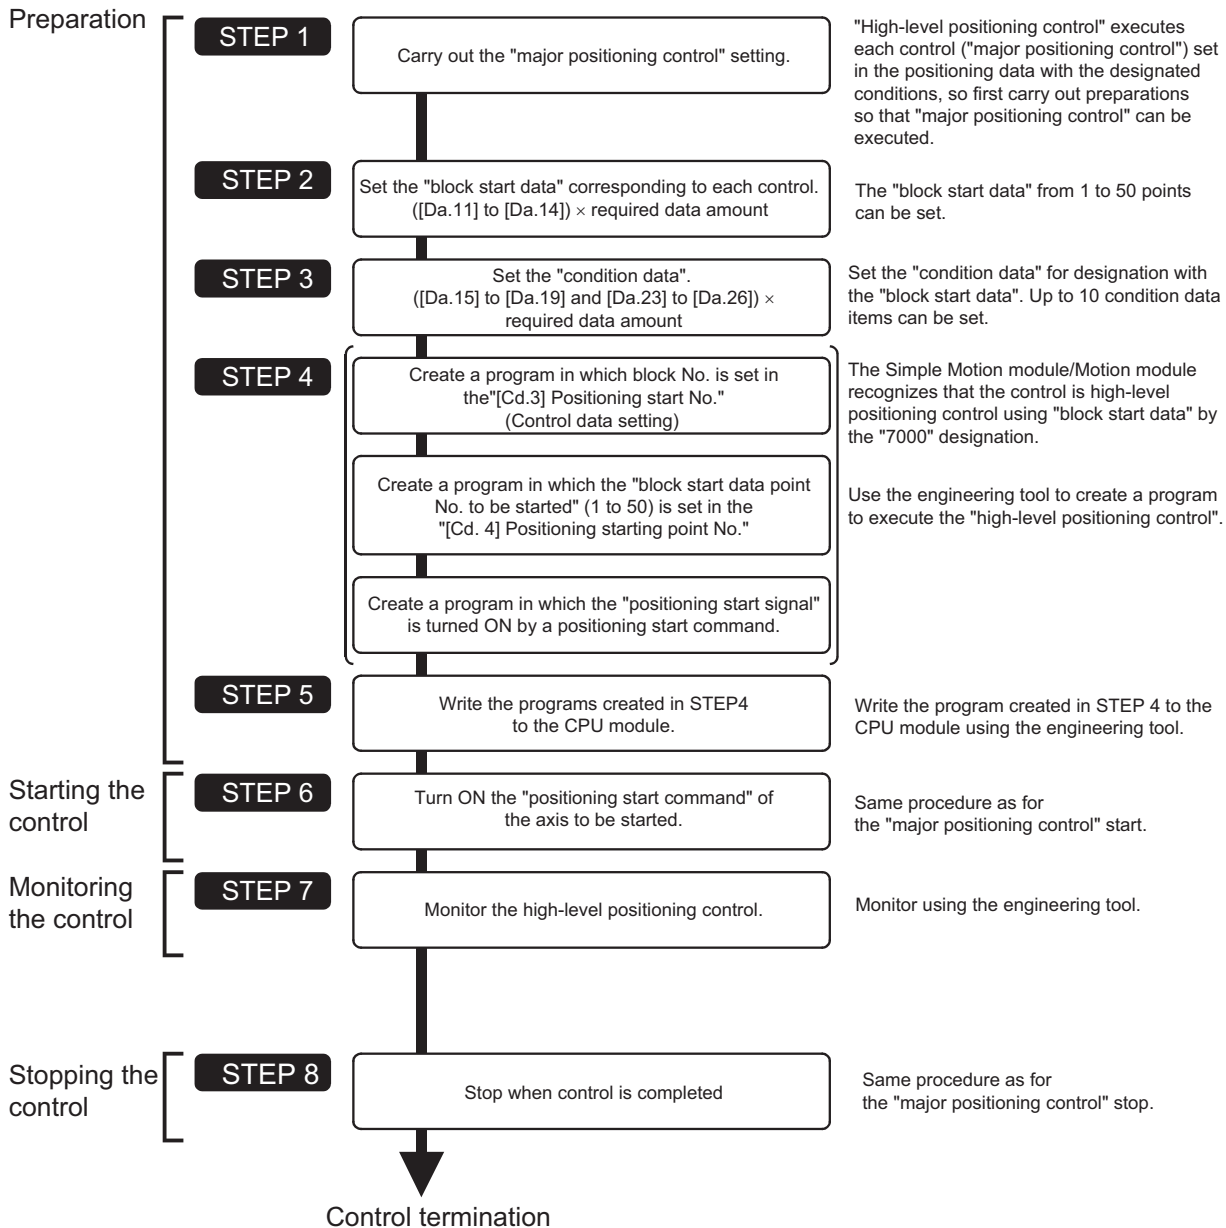 Preparation
STEP 1
Carry out the "major positioning control" setting.
"High-level positioning control" executes
each control ("major positioning control") set
in the positioning data with the designated
conditions, so first carry out preparations
so that "major positioning control" can be
executed.
STEP 2
Set the "block start data" corresponding to each control.
([Da.11] to [Da.14]) × required data amount
The "block start data" from 1 to 50 points
can be set.
STEP 3
Set the "condition data".
([Da.15] to [Da.19] and [Da.23] to [Da.26]) ×
required data amount
Set the "condition data" for designation with
the "block start data". Up to 10 condition data
items can be set.
STEP 4
Create a program in which block No. is set in
the"[Cd.3] Positioning start No."
(Control data setting)
The Simple Motion module/Motion module
recognizes that the control is high-level
positioning control using "block start data" by
the "7000" designation.
Create a program in which the "block start data point
No. to be started" (1 to 50) is set in the
"[Cd. 4] Positioning starting point No."
Use the engineering tool to create a program
to execute the "high-level positioning control".
Create a program in which the "positioning start signal"
is turned ON by a positioning start command.
STEP 5
Write the programs created in STEP4
to the CPU module.
Write the program created in STEP 4 to the
CPU module using the engineering tool.
Starting the
control
STEP 6
Turn ON the "positioning start command" of
the axis to be started.
Same procedure as for
the "major positioning control" start.
Monitoring
the control
STEP 7
Monitor the high-level positioning control.
Monitor using the engineering tool.
Stopping the
control
STEP 8
Stop when control is completed
Same procedure as for
the "major positioning control" stop.
Control termination